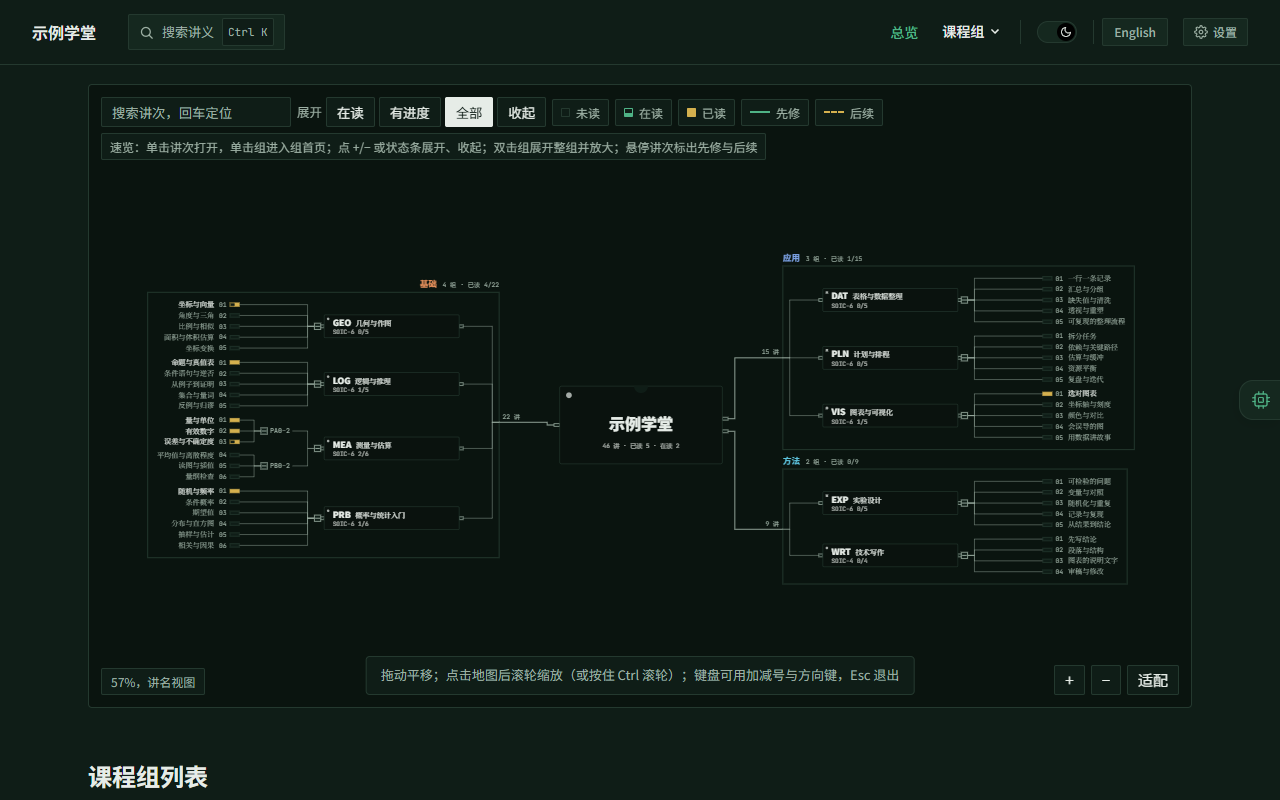 示例学堂
搜索讲义 Ctrl K
总览
课程组
English
设置
搜索讲次，回车定位
展开 在读 有进度 全部 收起
未读 在读 已读 先修 后续
速览：单击讲次打开，单击组进入组首页；点 +/− 或状态条展开、收起；双击组展开整组并放大；悬停讲次标出先修与后续
基础 4 组 · 已读 4/22
坐标与向量 01
角度与三角 02
比例与相似 03
面积与体积估算 04
坐标变换 05
GEO 几何与作图
SOIC-6 0/5
命题与真值表 01
条件语句与逆否 02
从例子到证明 03
集合与量词 04
反例与归谬 05
LOG 逻辑与推理
SOIC-6 1/5
量与单位 01
有效数字 02
误差与不确定度 03
平均值与离散程度 04
读图与插值 05
量纲检查 06
PA0-2
PB0-2
MEA 测量与估算
SOIC-6 2/6
随机与频率 01
条件概率 02
期望值 03
分布与直方图 04
抽样与估计 05
相关与因果 06
PRB 概率与统计入门
SOIC-6 1/6
22 讲
示例学堂
46 讲 · 已读 5 · 在读 2
15 讲
9 讲
应用 3 组 · 已读 1/15
DAT 表格与数据整理
SOIC-6 0/5
01 一行一条记录
02 汇总与分组
03 缺失值与清洗
04 透视与重塑
05 可复现的整理流程
PLN 计划与排程
SOIC-6 0/5
01 拆分任务
02 依赖与关键路径
03 估算与缓冲
04 资源平衡
05 复盘与迭代
VIS 图表与可视化
SOIC-6 1/5
01 选对图表
02 坐标轴与刻度
03 颜色与对比
04 会误导的图
05 用数据讲故事
方法 2 组 · 已读 0/9
EXP 实验设计
SOIC-6 0/5
01 可检验的问题
02 变量与对照
03 随机化与重复
04 记录与复现
05 从结果到结论
WRT 技术写作
SOIC-4 0/4
01 先写结论
02 段落与结构
03 图表的说明文字
04 审稿与修改
57%，讲名视图
拖动平移；点击地图后滚轮缩放（或按住 Ctrl 滚轮）；键盘可用加减号与方向键，Esc 退出
+ − 适配
课程组列表